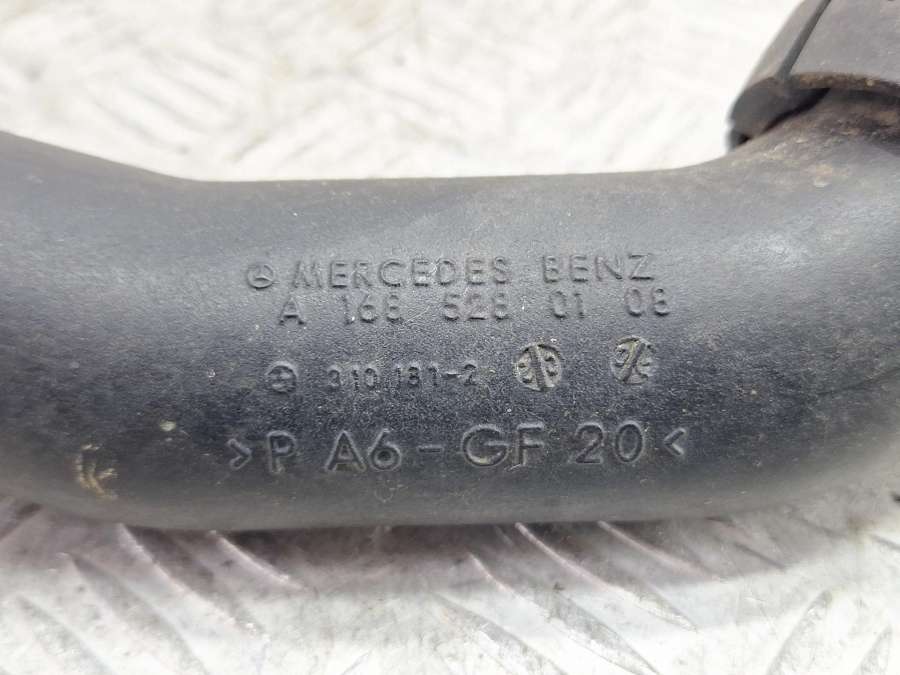 MERCEDES BENZ
A 168 528 01 08
310.181-2
>P A6-GF 20<